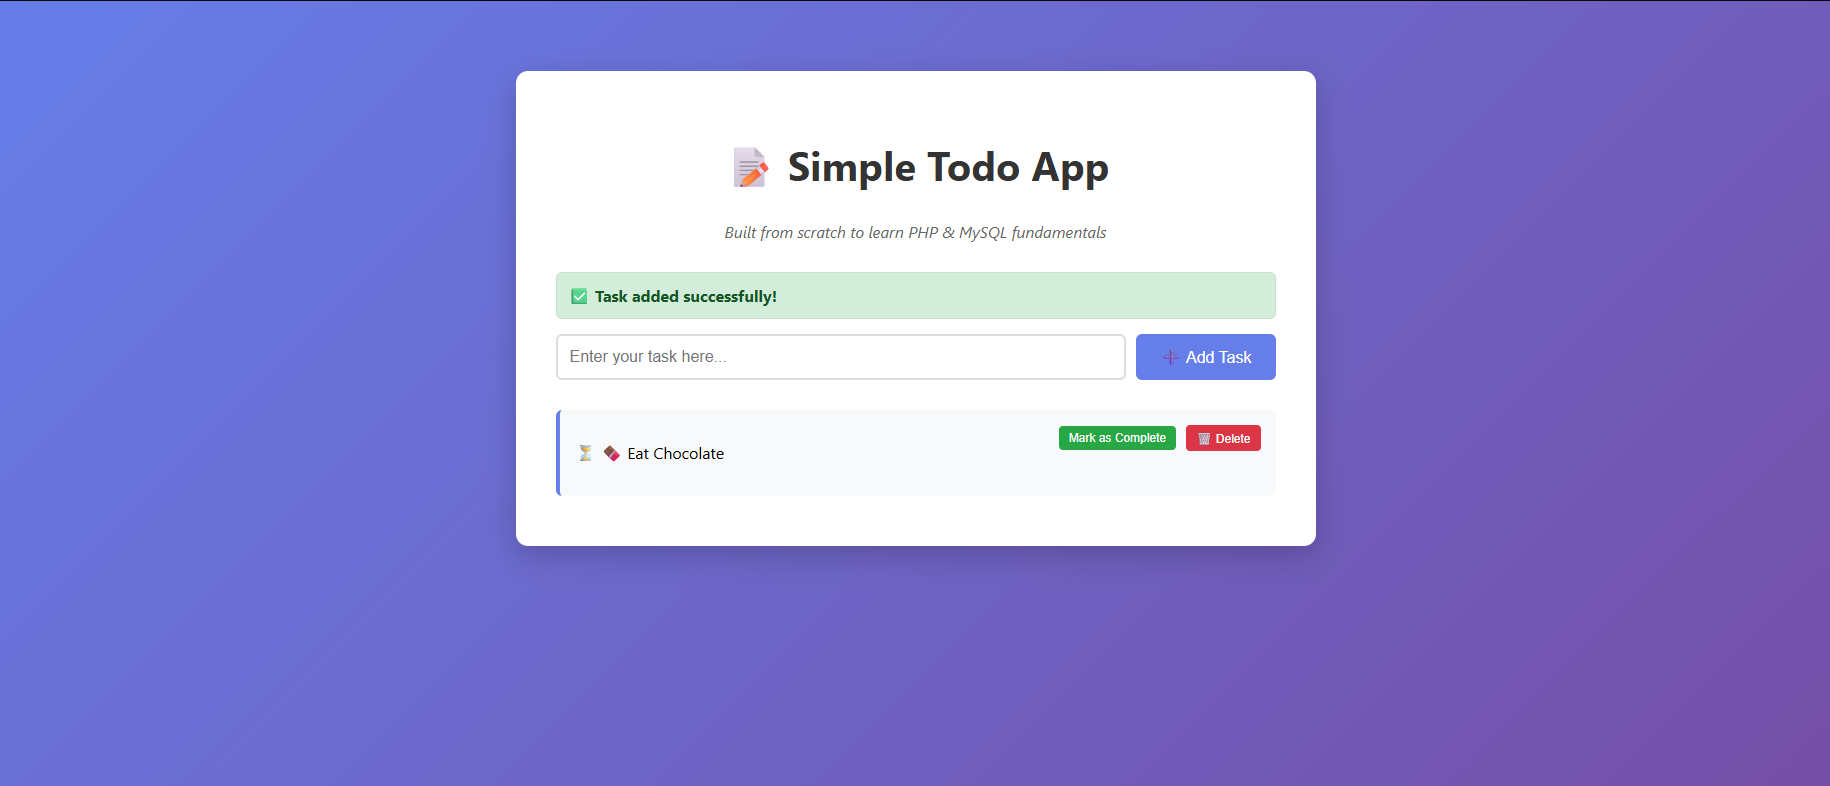 📝 Simple Todo App
Built from scratch to learn PHP & MySQL fundamentals
✅ Task added successfully!
Enter your task here...
➕ Add Task
Mark as Complete
🗑️ Delete
⏳ 🍫 Eat Chocolate